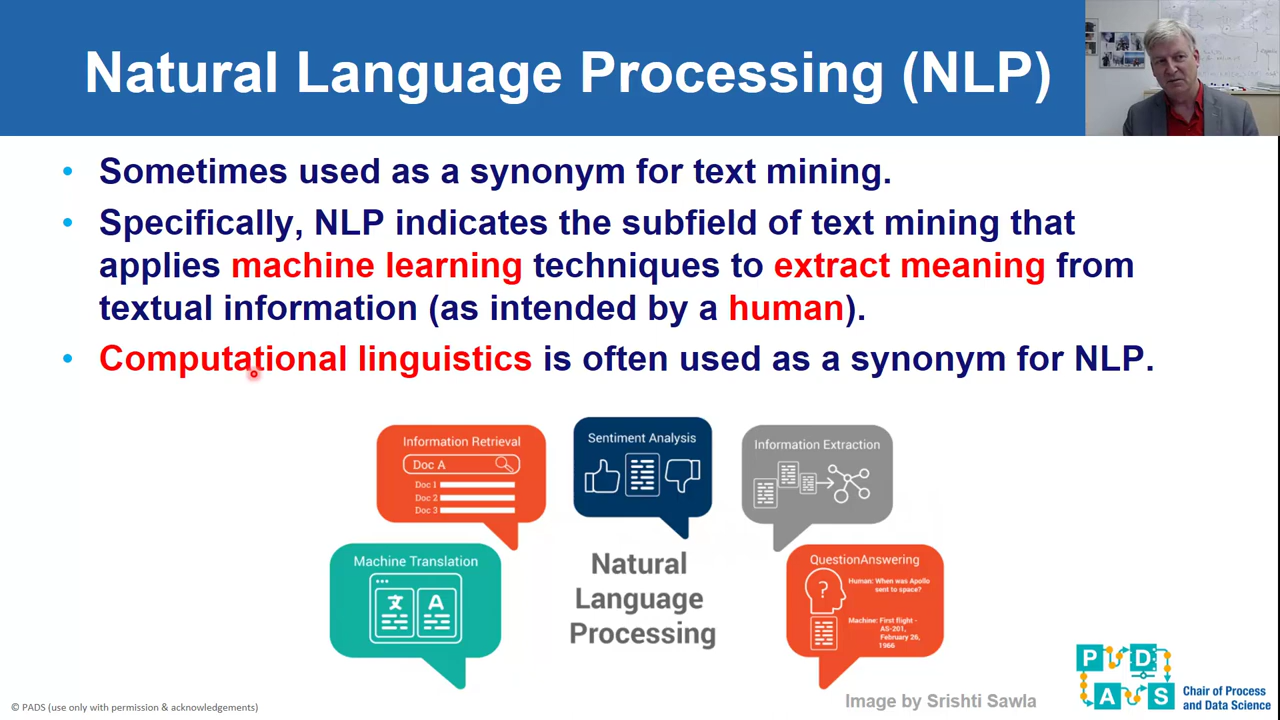 Natural Language Processing (NLP)
• Sometimes used as a synonym for text mining.
• Specifically, NLP indicates the subfield of text mining that
applies machine learning techniques to extract meaning from
textual information (as intended by a human).
• Computational linguistics is often used as a synonym for NLP.
Information Retrieval
Doc A
Doc 1
Doc 2
Doc 3
Sentiment Analysis
Information Extraction
Machine Translation
文 A
Natural
Language
Processing
QuestionAnswering
?
Human: When was Apollo
sent to space?
Machine: First flight -
AS-201,
February 26,
1966
Image by Srishti Sawla
© PADS (use only with permission & acknowledgements)
P D
A S
Chair of Process
and Data Science